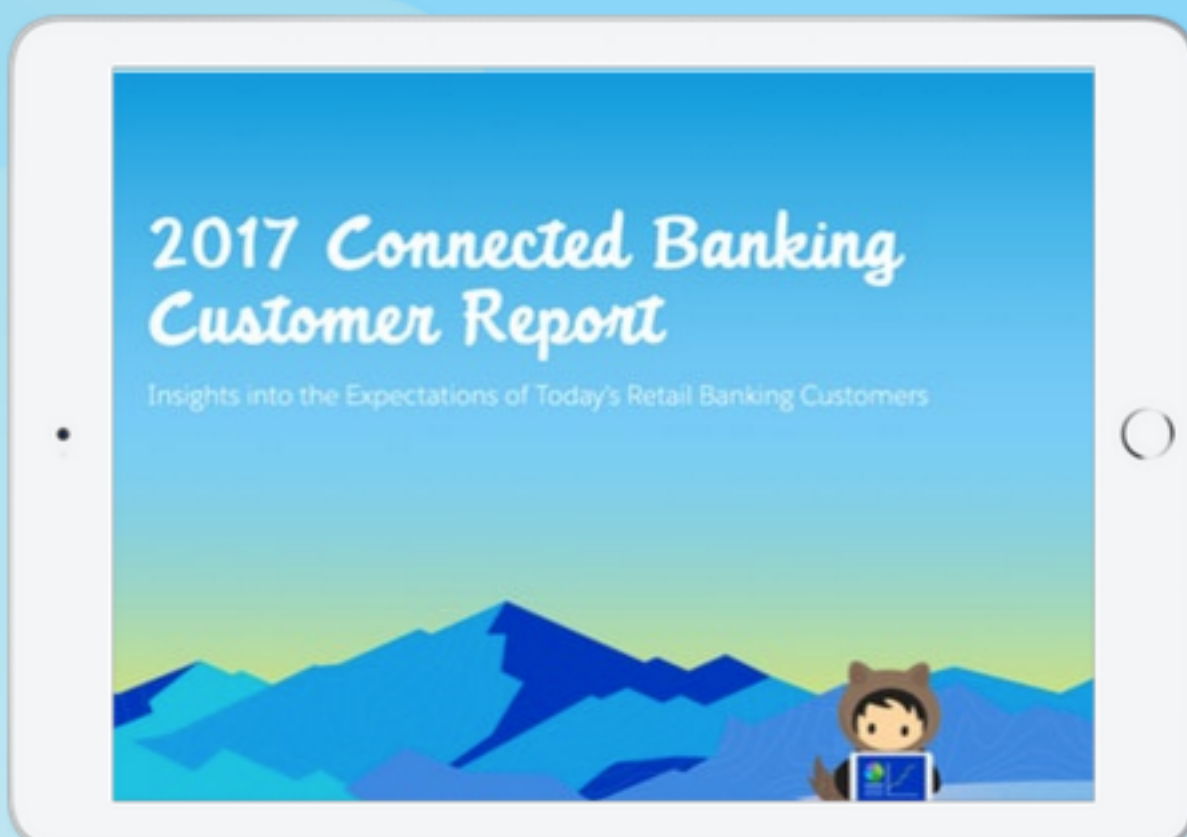 2017 Connected Banking
Customer Report
Insights into the Expectations of Today's Retail Banking Customers